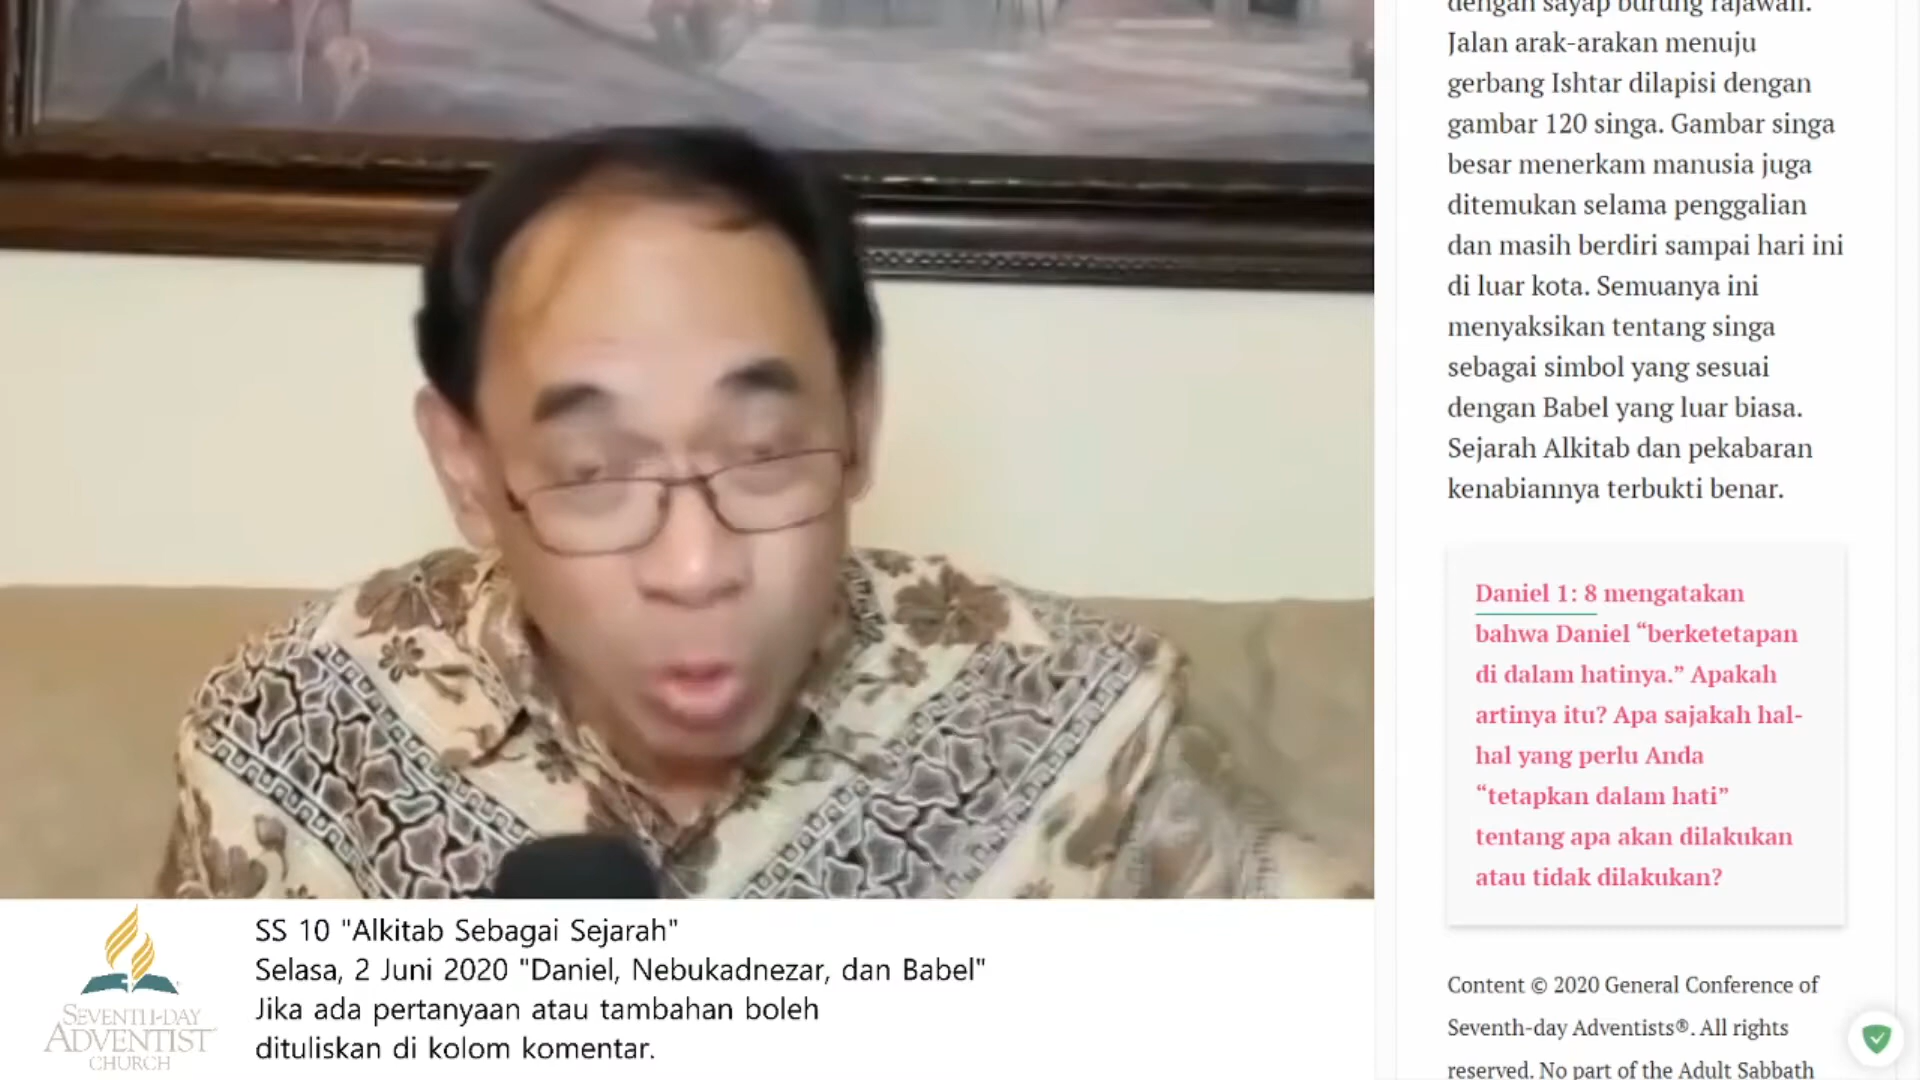 dengan sayap burung rajawali.
Jalan arak-arakan menuju
gerbang Ishtar dilapisi dengan
gambar 120 singa. Gambar singa
besar menerkam manusia juga
ditemukan selama penggalian
dan masih berdiri sampai hari ini
di luar kota. Semuanya ini
menyaksikan tentang singa
sebagai simbol yang sesuai
dengan Babel yang luar biasa.
Sejarah Alkitab dan pekabaran
kenabiannya terbukti benar.
Daniel 1: 8 mengatakan
bahwa Daniel “berketetapan
di dalam hatinya.” Apakah
artinya itu? Apa sajakah hal-
hal yang perlu Anda
“tetapkan dalam hati”
tentang apa akan dilakukan
atau tidak dilakukan?
Content © 2020 General Conference of
Seventh-day Adventists®. All rights
reserved. No part of the Adult Sabbath
SEVENTH-DAY
ADVENTIST
CHURCH
SS 10 "Alkitab Sebagai Sejarah"
Selasa, 2 Juni 2020 "Daniel, Nebukadnezar, dan Babel"
Jika ada pertanyaan atau tambahan boleh
dituliskan di kolom komentar.